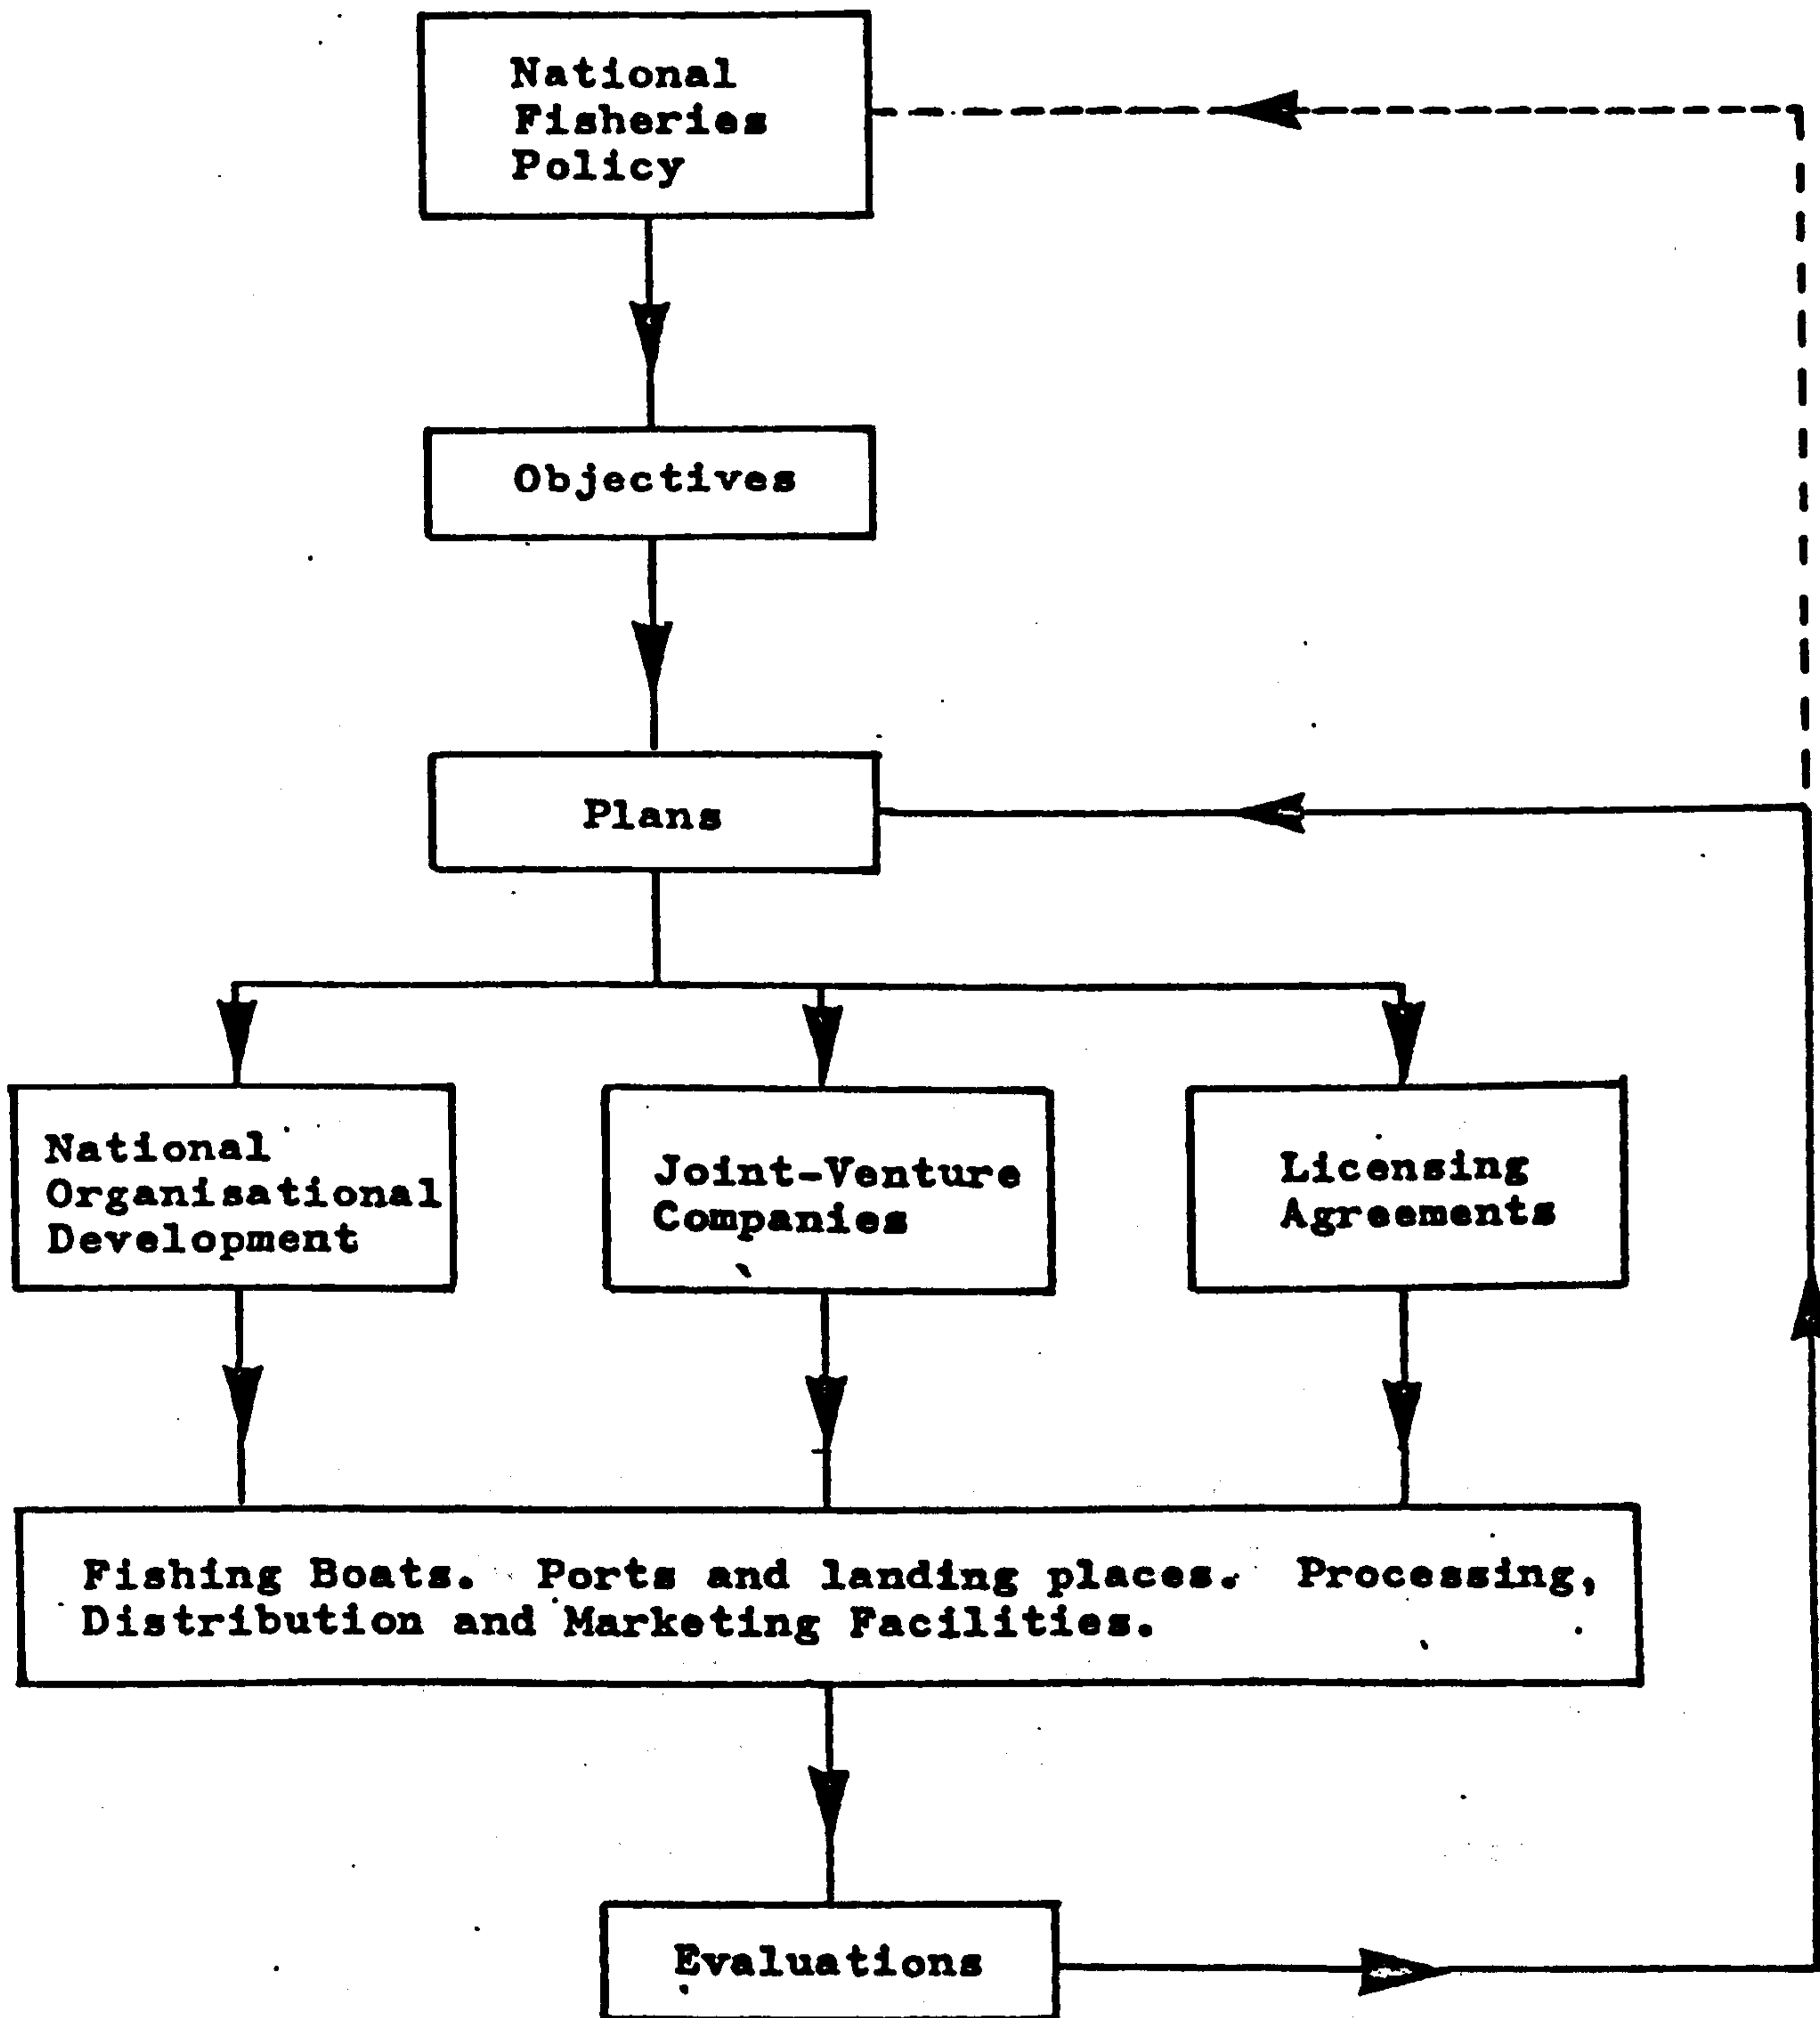 National
Fisheries
Policy
Objectives
Plans
National
Organisational
Development
Joint-Venture
Companies
Licensing
Agreements
Fishing Boats. Ports and landing places. Processing,
Distribution and Marketing Facilities.
Evaluations